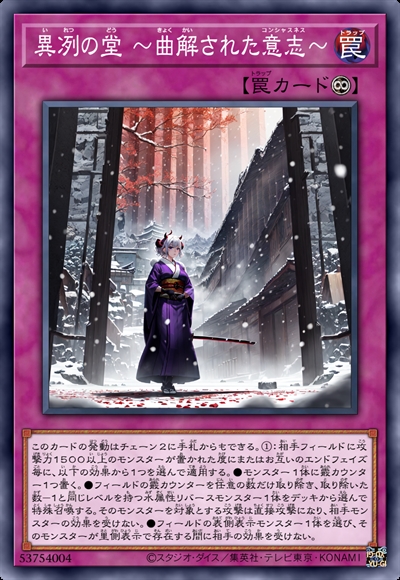 異冽の堂 ～曲解された意志～ 罠
【罠カード】
このカードの発動はチェーン2に手札からもできる。①：相手フィールドに攻
撃力1500以上のモンスターが置かれた度にまたはお互いのエンドフェイズ
毎に、以下の効果から1つを選んで適用する。●モンスター1体に霞カウンタ
ー1つ置く。●フィールドの霞カウンターを任意の数だけ取り除き、取り除いた
数-1と同じレベルを持つ水属性リバースモンスター1体をデッキから選んで
特殊召喚する。そのモンスターを対象とする攻撃は直接攻撃になり、相手モン
スターの効果を受けない。●フィールドの表側表示モンスター1体を選び、そ
のモンスターが裏側表示で存在する間に相手の効果を受けない。
53754004
©スタジオ・ダイス／集英社・テレビ東京・KONAMI